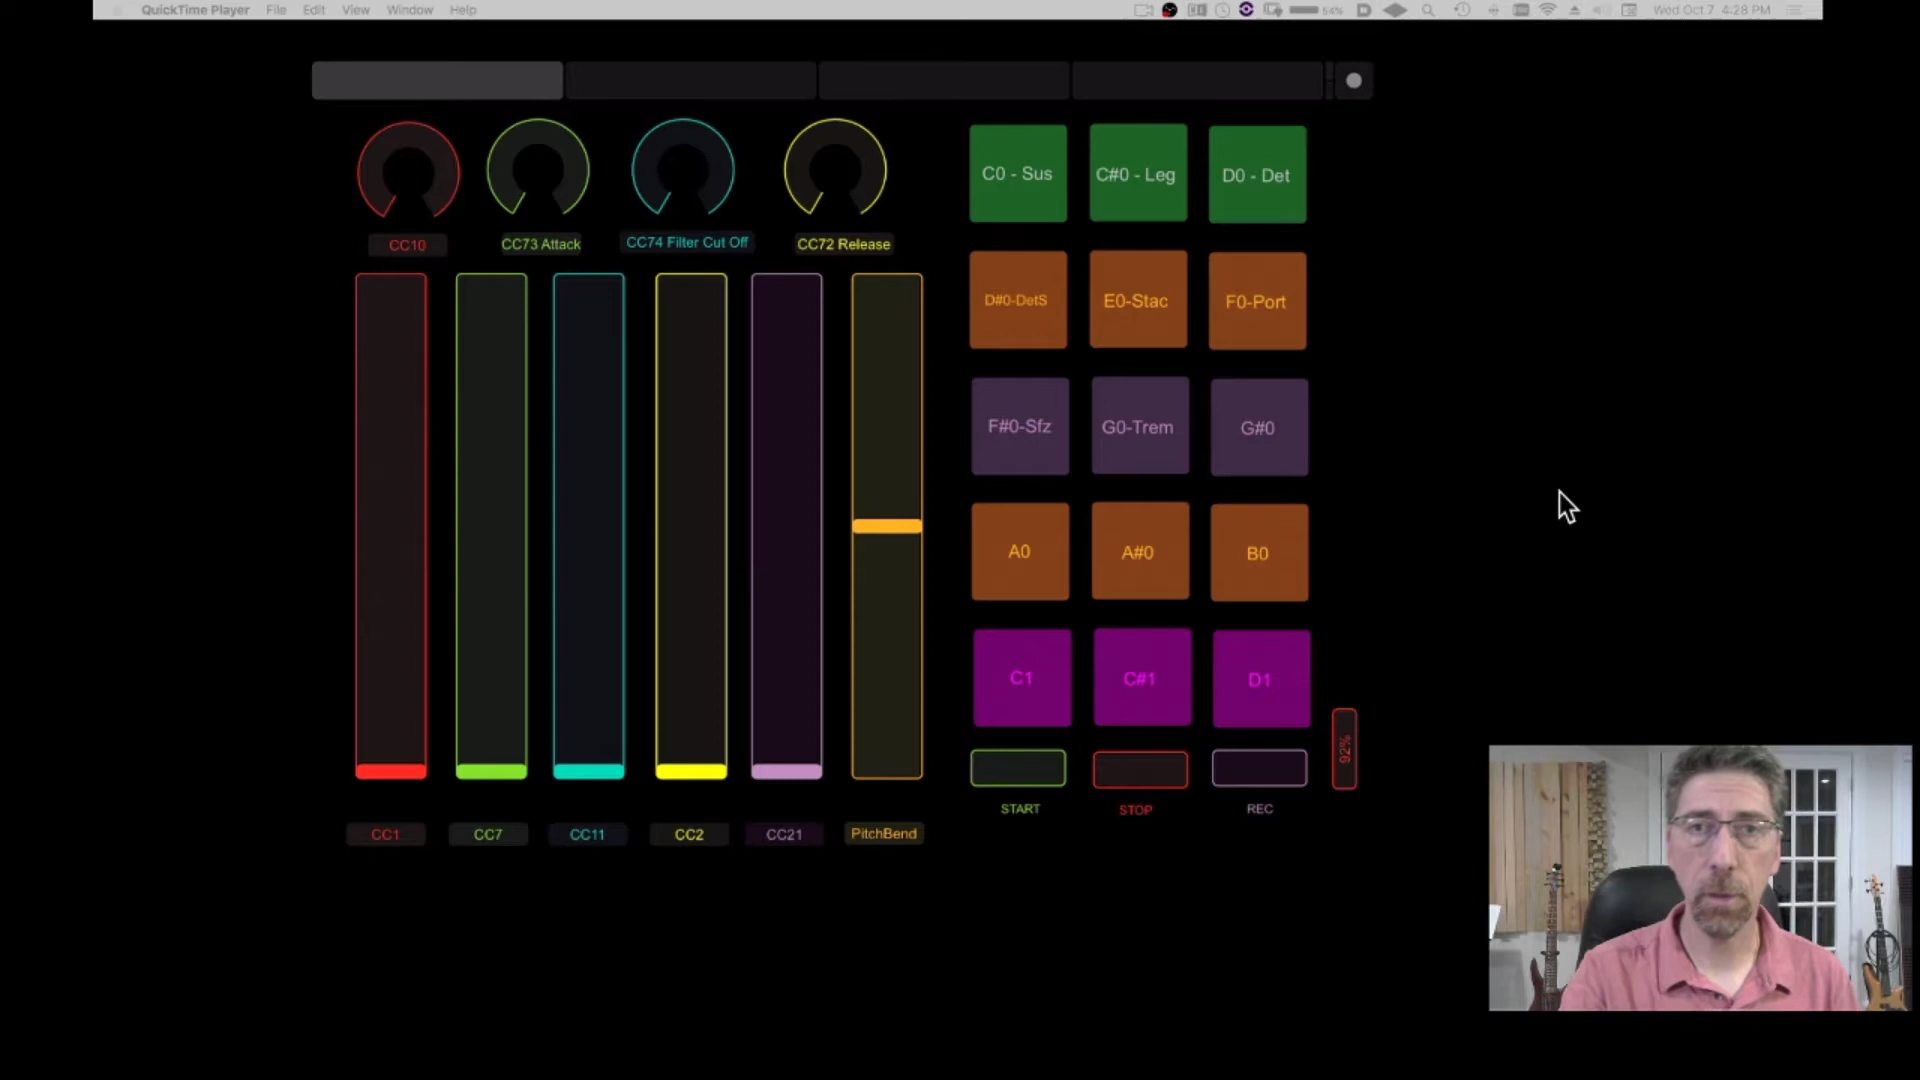 QuickTime Player File Edit View Window Help 54% Wed Oct 7 4:28 PM
CC10 CC73 Attack CC74 Filter Cut Off CC72 Release
C0 - Sus C#0 - Leg D0 - Det
D#0-DetS E0-Stac F0-Port
F#0-Sfz G0-Trem G#0
A0 A#0 B0
C1 C#1 D1
92%
START STOP REC
CC1 CC7 CC11 CC2 CC21 PitchBend